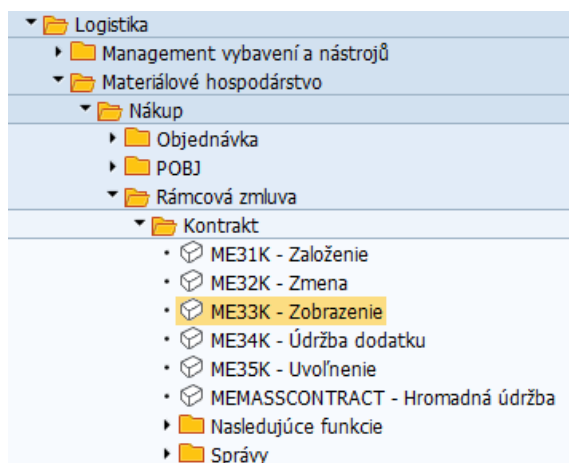 Logistika
Management vybavení a nástrojů
Materiálové hospodárstvo
Nákup
Objednávka
POBJ
Rámcová zmluva
Kontrakt
ME31K - Založenie
ME32K - Zmena
ME33K - Zobrazenie
ME34K - Údržba dodatku
ME35K - Uvoľnenie
MEMASSCONTRACT - Hromadná údržba
Nasledujúce funkcie
Správy